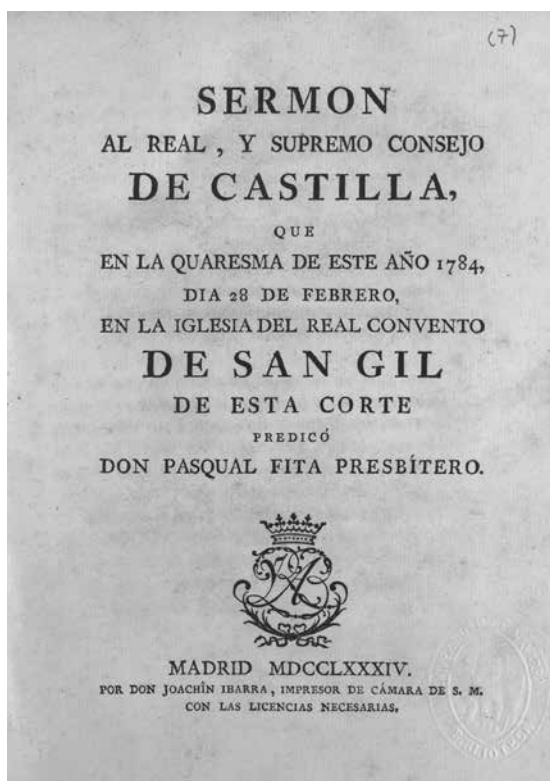 (7)
SERMON
AL REAL , Y SUPREMO CONSEJO
DE CASTILLA,
QUE
EN LA QUARESMA DE ESTE AÑO 1784,
DIA 28 DE FEBRERO,
EN LA IGLESIA DEL REAL CONVENTO
DE SAN GIL
DE ESTA CORTE
PREDICÓ
DON PASQUAL FITA PRESBÍTERO.
MADRID MDCCLXXXIV.
POR DON JOACHÎN IBARRA , IMPRESOR DE CÁMARA DE S. M.
CON LAS LICENCIAS NECESARIAS.